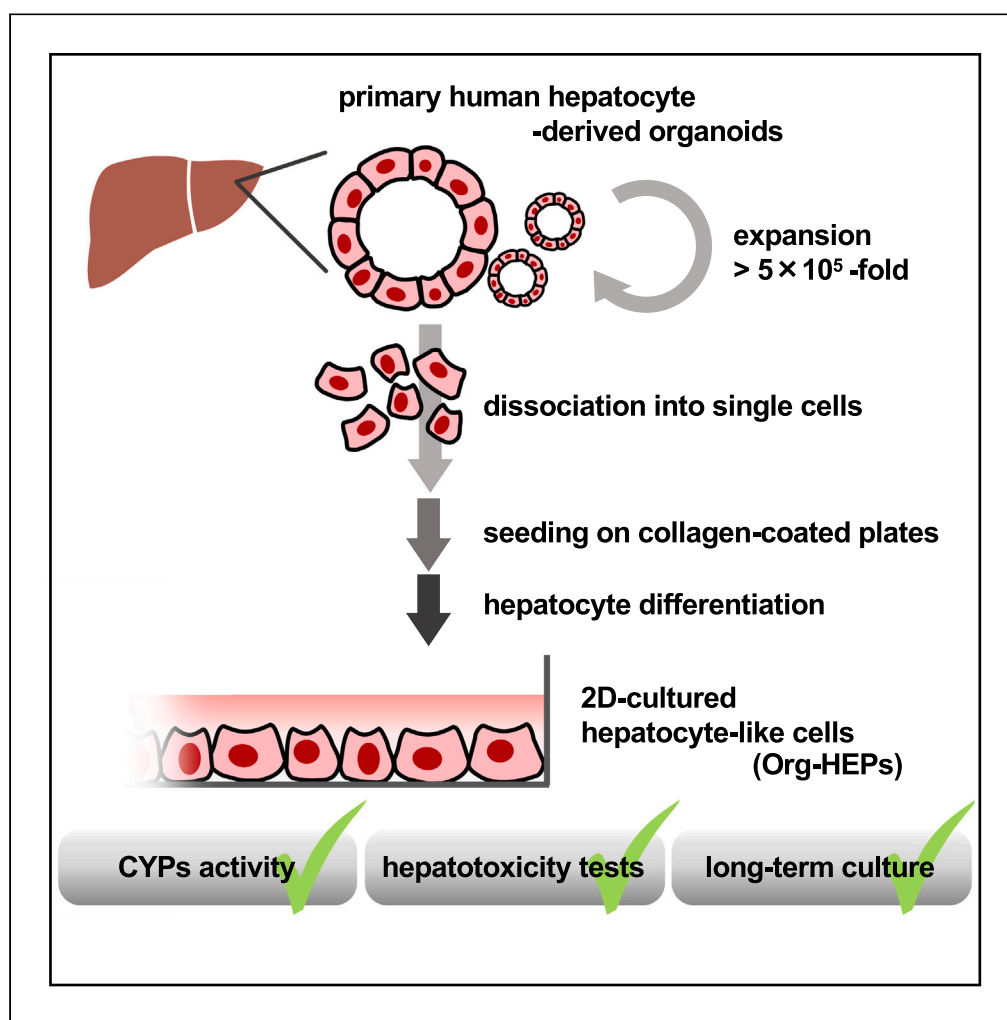 primary human hepatocyte
-derived organoids
expansion
> 5×10⁵ -fold
dissociation into single cells
seeding on collagen-coated plates
hepatocyte differentiation
2D-cultured
hepatocyte-like cells
(Org-HEPs)
CYPs activity
hepatotoxicity tests
long-term culture